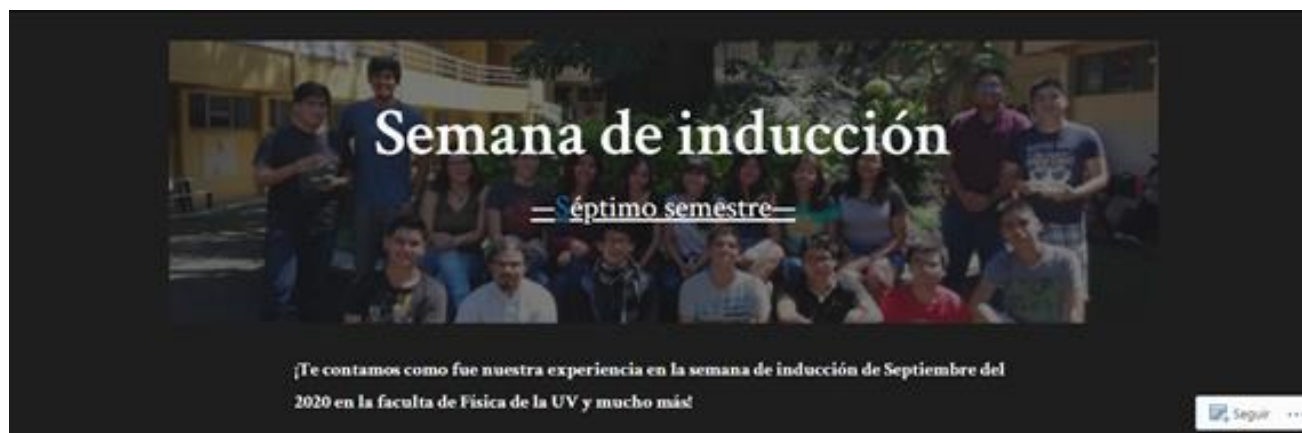 Semana de inducción
—Séptimo semestre—
¡Te contamos como fue nuestra experiencia en la semana de inducción de Septiembre del
2020 en la faculta de Física de la UV y mucho más!
Seguir ...